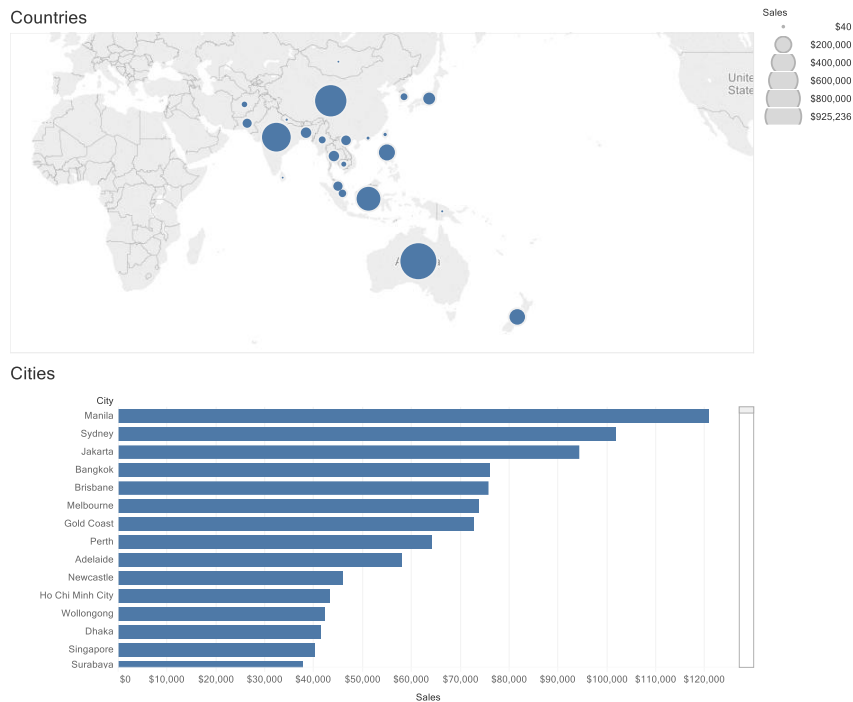 Countries
Sales
$40
$200,000
$400,000
$600,000
$800,000
$925,236
Unite
State
Cities
City
Manila
Sydney
Jakarta
Bangkok
Brisbane
Melbourne
Gold Coast
Perth
Adelaide
Newcastle
Ho Chi Minh City
Wollongong
Dhaka
Singapore
Surabaya
$0 $10,000 $20,000 $30,000 $40,000 $50,000 $60,000 $70,000 $80,000 $90,000 $100,000 $110,000 $120,000
Sales